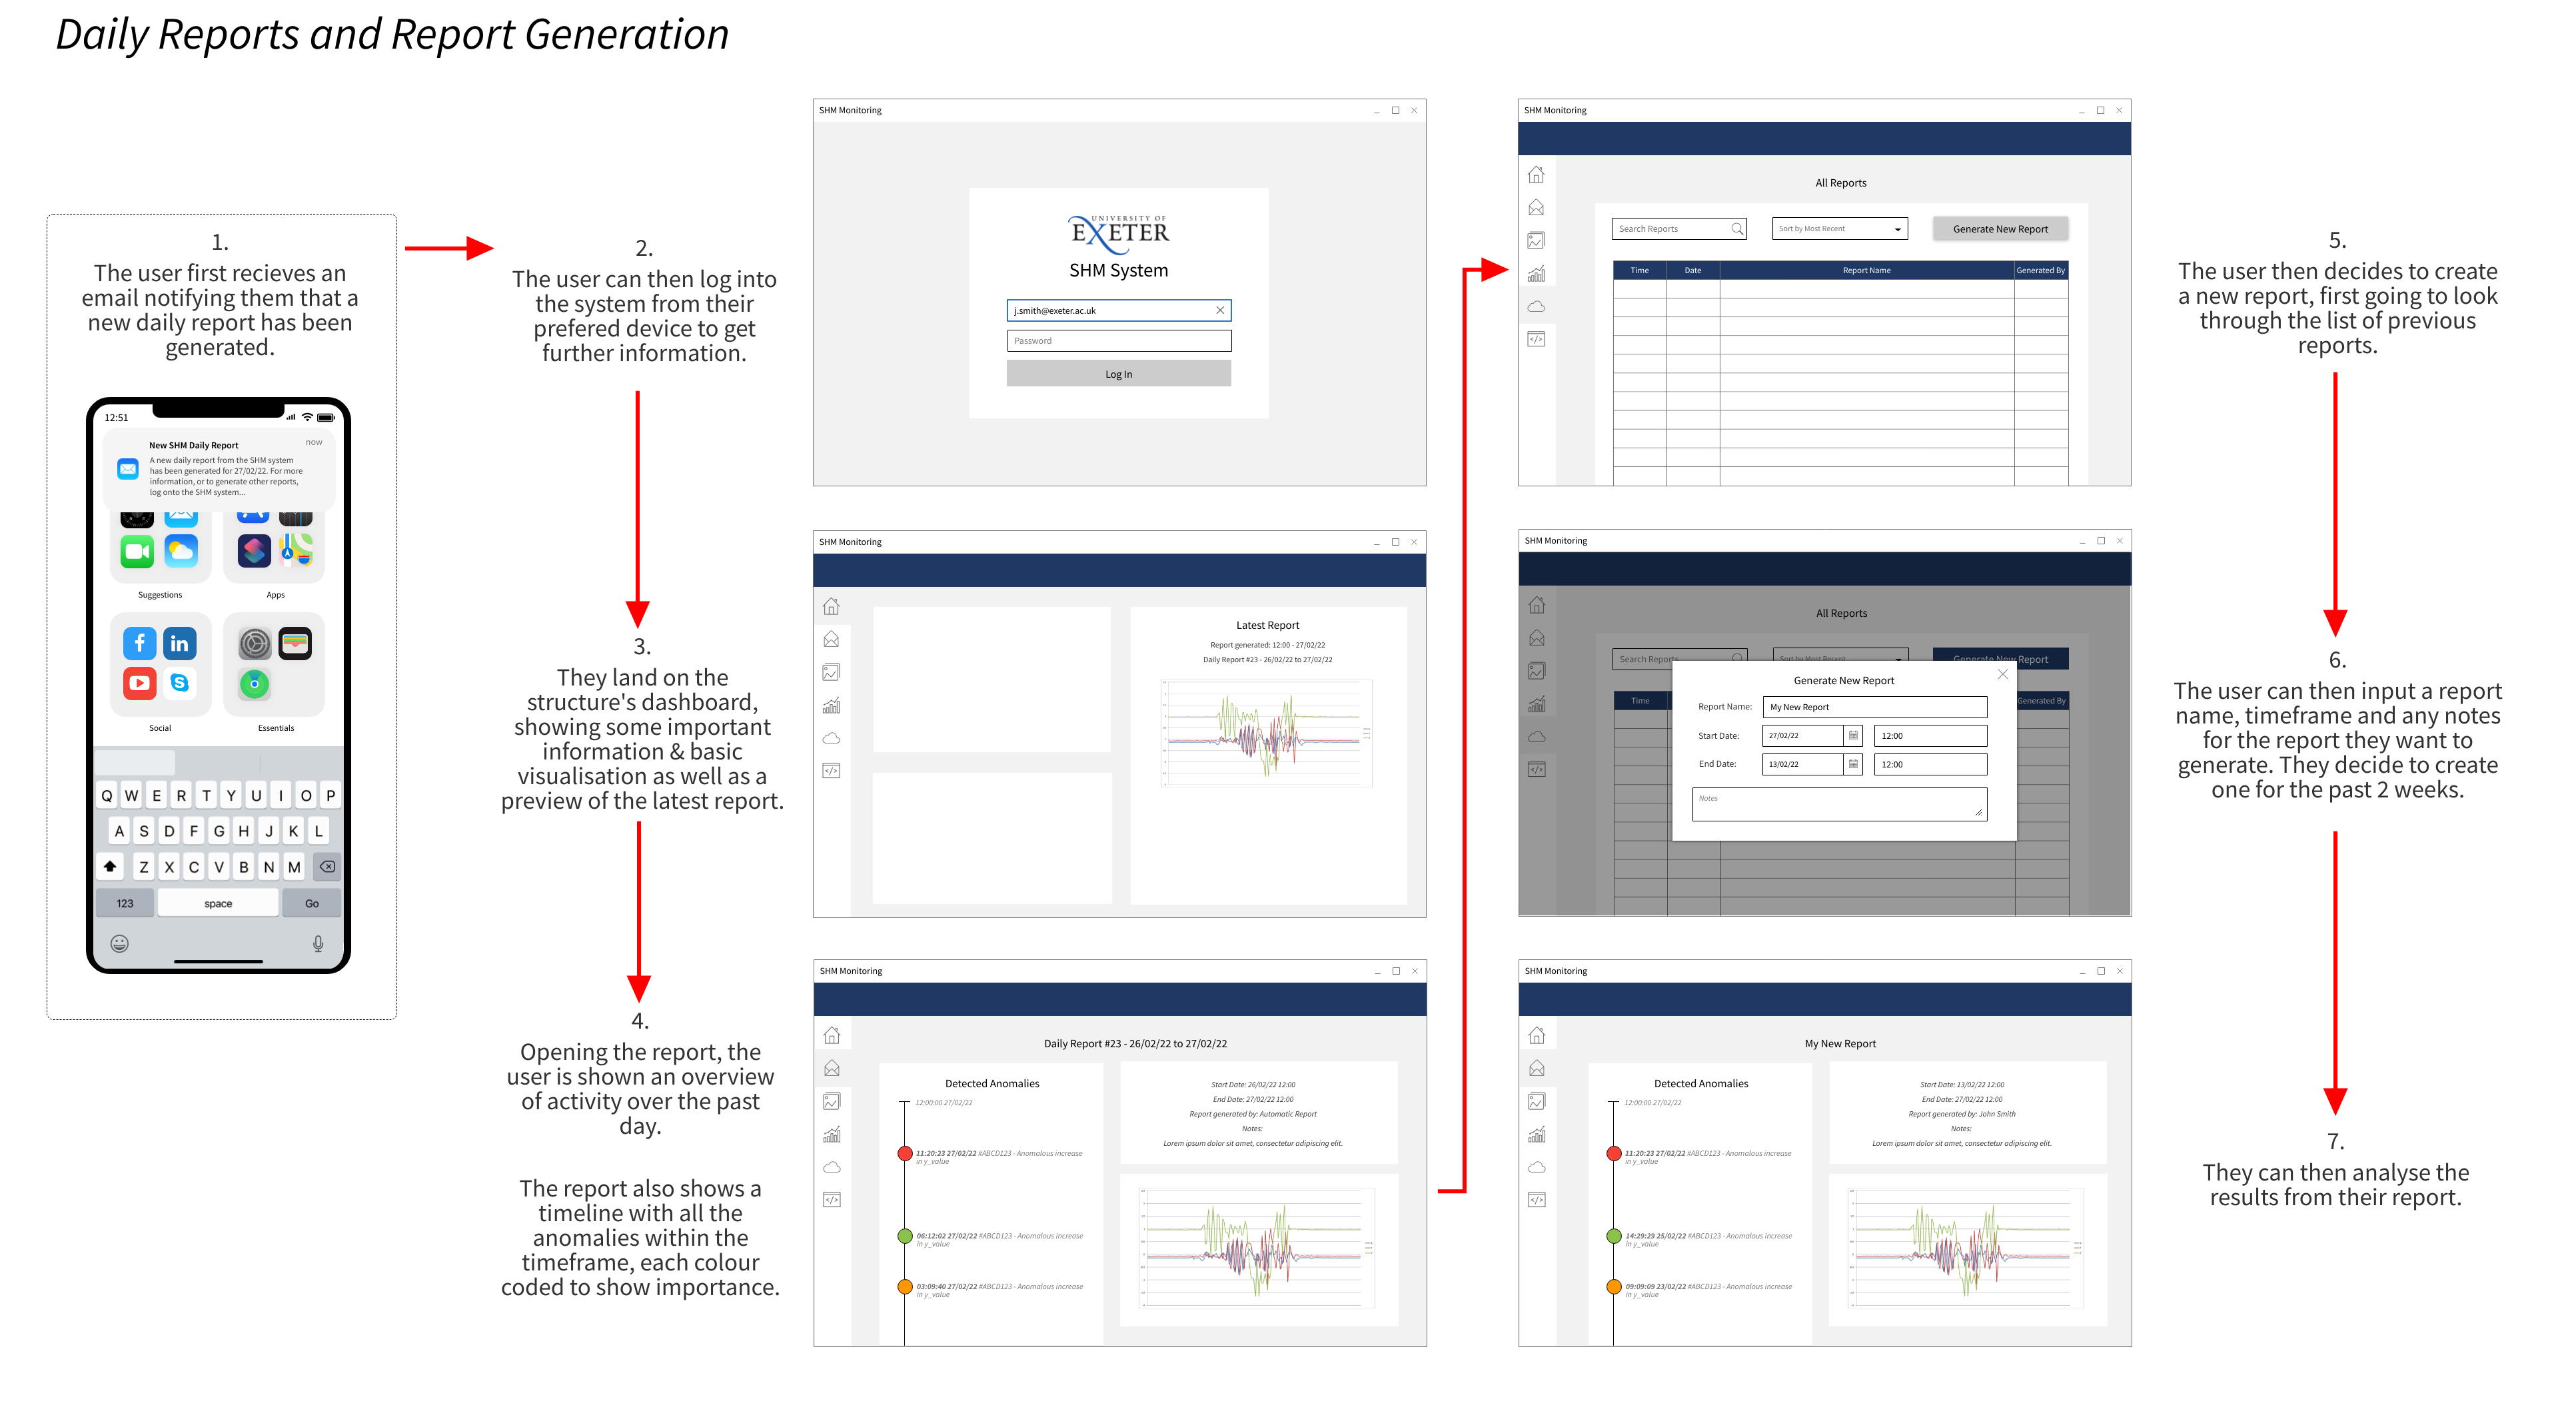 Daily Reports and Report Generation
1.
The user first recieves an
email notifying them that a
new daily report has been
generated.
12:51
New SHM Daily Report
now
A new daily report from the SHM system
has been generated for 27/02/22. For more
information, or to generate other reports,
log onto the SHM system...
Suggestions
Apps
Social
Essentials
Q W E R T Y U I O P
A S D F G H J K L
Z X C V B N M
123
space
Go
2.
The user can then log into
the system from their
prefered device to get
further information.
3.
They land on the
structure's dashboard,
showing some important
information & basic
visualisation as well as a
preview of the latest report.
4.
Opening the report, the
user is shown an overview
of activity over the past
day.
The report also shows a
timeline with all the
anomalies within the
timeframe, each colour
coded to show importance.
SHM Monitoring
UNIVERSITY OF
EXETER
SHM System
j.smith@exeter.ac.uk
Password
Log In
SHM Monitoring
Latest Report
Report generated: 12:00 - 27/02/22
Daily Report #23 - 26/02/22 to 27/02/22
SHM Monitoring
Daily Report #23 - 26/02/22 to 27/02/22
Detected Anomalies
12:00:00 27/02/22
11:20:23 27/02/22 #ABCD123 - Anomalous increase
in y_value
06:12:02 27/02/22 #ABCD123 - Anomalous increase
in y_value
03:09:40 27/02/22 #ABCD123 - Anomalous increase
in y_value
Start Date: 26/02/22 12:00
End Date: 27/02/22 12:00
Report generated by: Automatic Report
Notes:
Lorem ipsum dolor sit amet, consectetur adipiscing elit.
SHM Monitoring
All Reports
Search Reports
Sort by Most Recent
Generate New Report
Time
Date
Report Name
Generated By
SHM Monitoring
All Reports
Search Reports
Sort by Most Recent
Generate New Report
Time
Generated By
Generate New Report
Report Name:
My New Report
Start Date:
27/02/22
12:00
End Date:
13/02/22
12:00
Notes
SHM Monitoring
My New Report
Detected Anomalies
12:00:00 27/02/22
11:20:23 27/02/22 #ABCD123 - Anomalous increase
in y_value
14:29:29 25/02/22 #ABCD123 - Anomalous increase
in y_value
09:09:09 23/02/22 #ABCD123 - Anomalous increase
in y_value
Start Date: 13/02/22 12:00
End Date: 27/02/22 12:00
Report generated by: John Smith
Notes:
Lorem ipsum dolor sit amet, consectetur adipiscing elit.
5.
The user then decides to create
a new report, first going to look
through the list of previous
reports.
6.
The user can then input a report
name, timeframe and any notes
for the report they want to
generate. They decide to create
one for the past 2 weeks.
7.
They can then analyse the
results from their report.